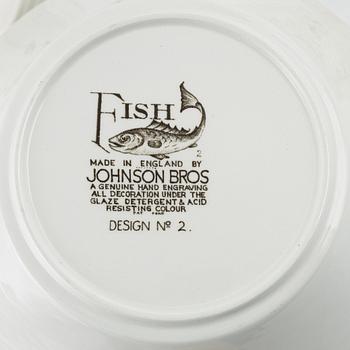 FISH
2
MADE IN ENGLAND BY
JOHNSON BROS
A GENUINE HAND ENGRAVING
ALL DECORATION UNDER THE
GLAZE DETERGENT & ACID
RESISTING COLOUR
DESIGN Nº 2.